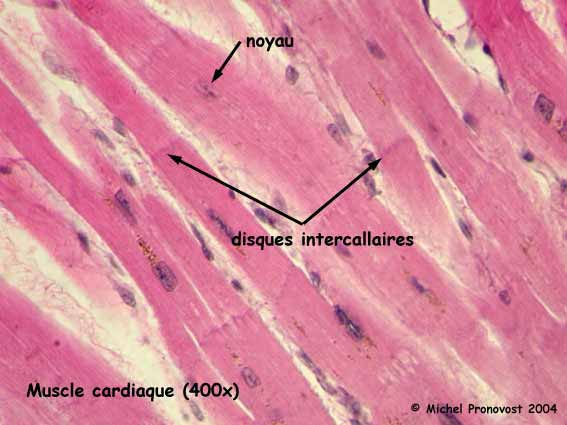 noyau
disques intercallaires
Muscle cardiaque (400x)
© Michel Pronovost 2004